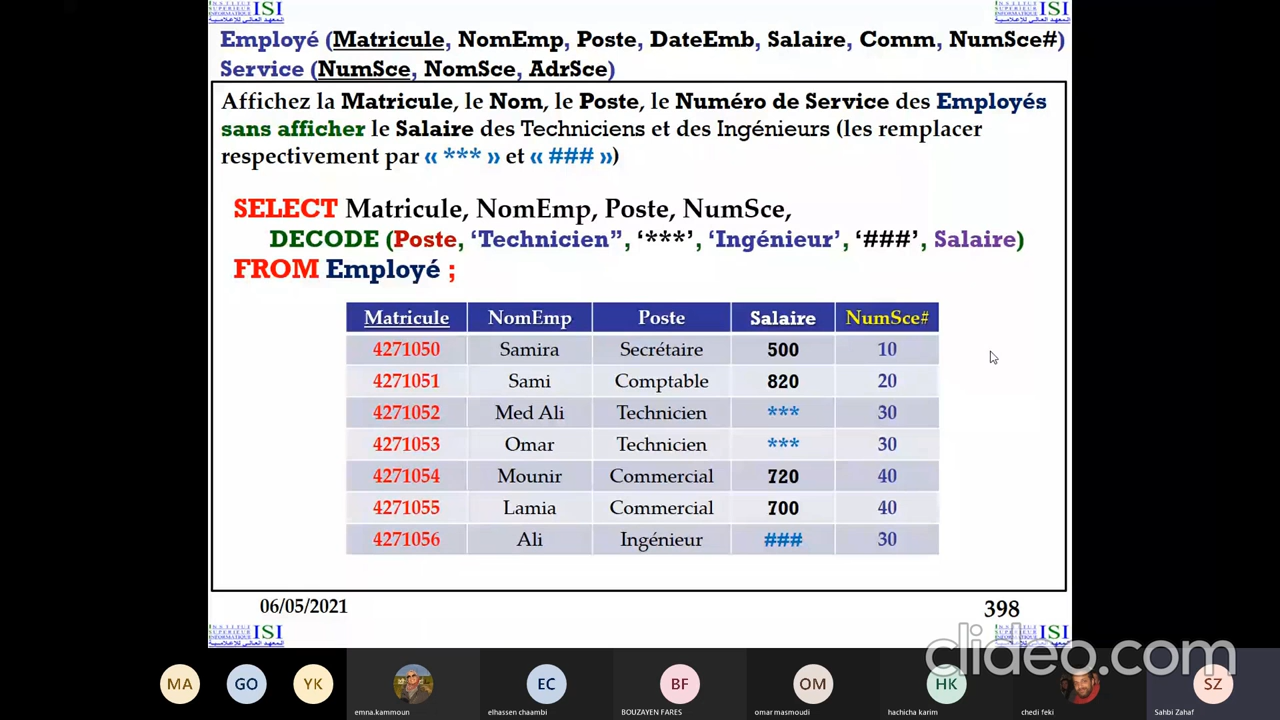 ISI
ISI
Employé (Matricule, NomEmp, Poste, DateEmb, Salaire, Comm, NumSce#)
Service (NumSce, NomSce, AdrSce)
Affichez la Matricule, le Nom, le Poste, le Numéro de Service des Employés
sans afficher le Salaire des Techniciens et des Ingénieurs (les remplacer
respectivement par « *** » et « ### »)
SELECT Matricule, NomEmp, Poste, NumSce,
DECODE (Poste, ‘Technicien”, ‘***’, ‘Ingénieur’, ‘###’, Salaire)
FROM Employé ;
Matricule NomEmp Poste Salaire NumSce#
4271050 Samira Secrétaire 500 10
4271051 Sami Comptable 820 20
4271052 Med Ali Technicien *** 30
4271053 Omar Technicien *** 30
4271054 Mounir Commercial 720 40
4271055 Lamia Commercial 700 40
4271056 Ali Ingénieur ### 30
06/05/2021 398
ISI ISI
clideo.com
MA GO YK EC BF OM HK SZ
emna.kammoun elhassen chaambi BOUZAYEN FARES omar masmoudi hachicha karim chedi feki Sahbi Zahaf